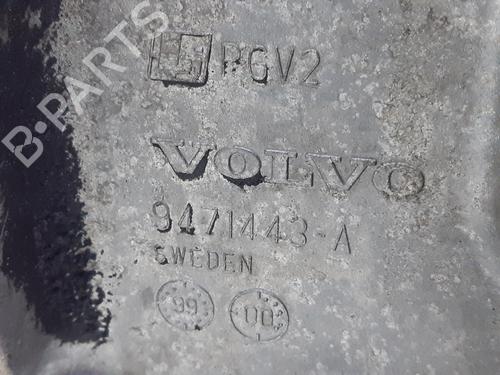 PGV2
VOLVO
9471443-A
SWEDEN
99 00
B-PARTS